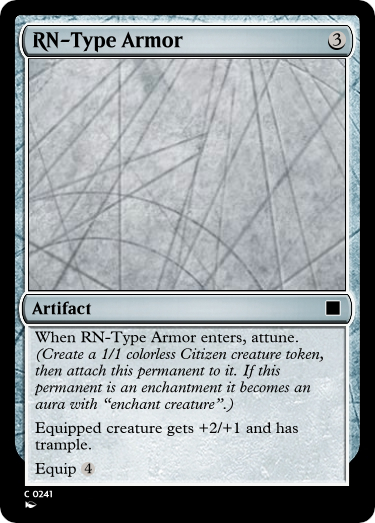 RN-Type Armor 3
Artifact
When RN-Type Armor enters, attune.
(Create a 1/1 colorless Citizen creature token,
then attach this permanent to it. If this
permanent is an enchantment it becomes an
aura with “enchant creature”.)
Equipped creature gets +2/+1 and has
trample.
Equip 4
C 0241